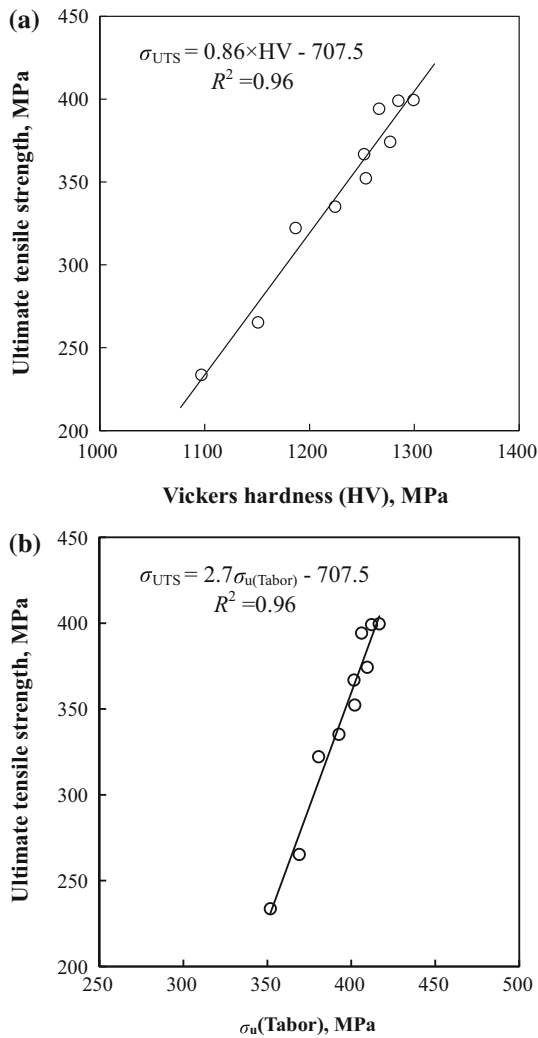 (a)
450
400
350
300
250
200
Ultimate tensile strength, MPa
σUTS = 0.86×HV - 707.5
R² =0.96
1000 1100 1200 1300 1400
Vickers hardness (HV), MPa
(b)
450
400
350
300
250
200
Ultimate tensile strength, MPa
σUTS = 2.7σu(Tabor) - 707.5
R² =0.96
250 300 350 400 450 500
σu(Tabor), MPa